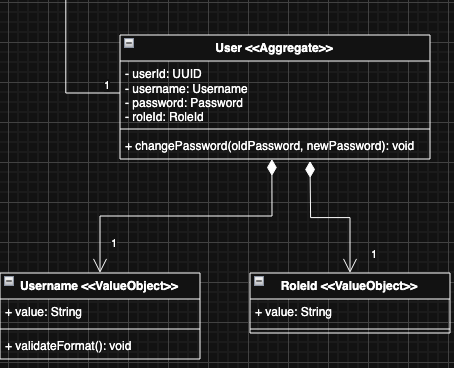 User <<Aggregate>>
1
- userId: UUID
- username: Username
- password: Password
- roleId: RoleId
+ changePassword(oldPassword, newPassword): void
1
1
Username <<ValueObject>>
+ value: String
+ validateFormat(): void
RoleId <<ValueObject>>
+ value: String